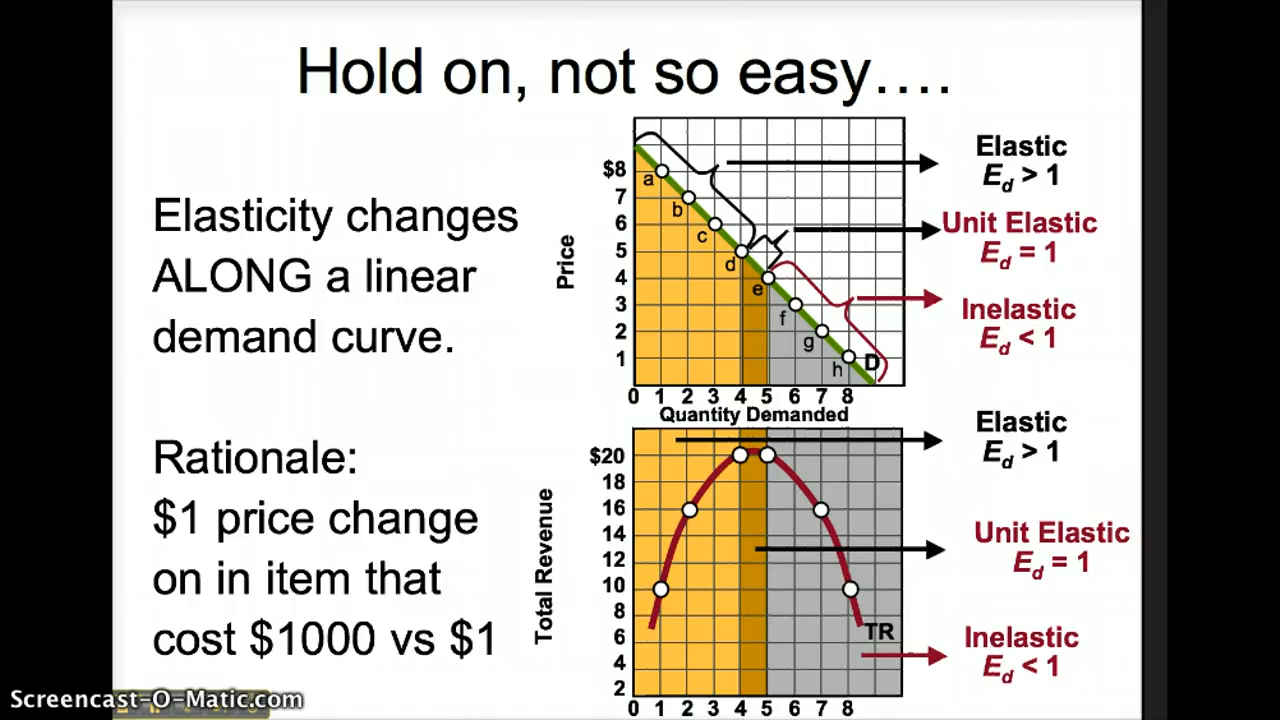 Hold on, not so easy….
Elasticity changes
ALONG a linear
demand curve.
Rationale:
$1 price change
on in item that
cost $1000 vs $1
Price
$8
7
6
5
4
3
2
1
a
b
c
d
e
f
g
h
D
0 1 2 3 4 5 6 7 8
Quantity Demanded
Elastic
Ed > 1
Unit Elastic
Ed = 1
Inelastic
Ed < 1
Total Revenue
$20
18
16
14
12
10
8
6
4
2
TR
0 1 2 3 4 5 6 7 8
Elastic
Ed > 1
Unit Elastic
Ed = 1
Inelastic
Ed < 1
Screencast-O-Matic.com